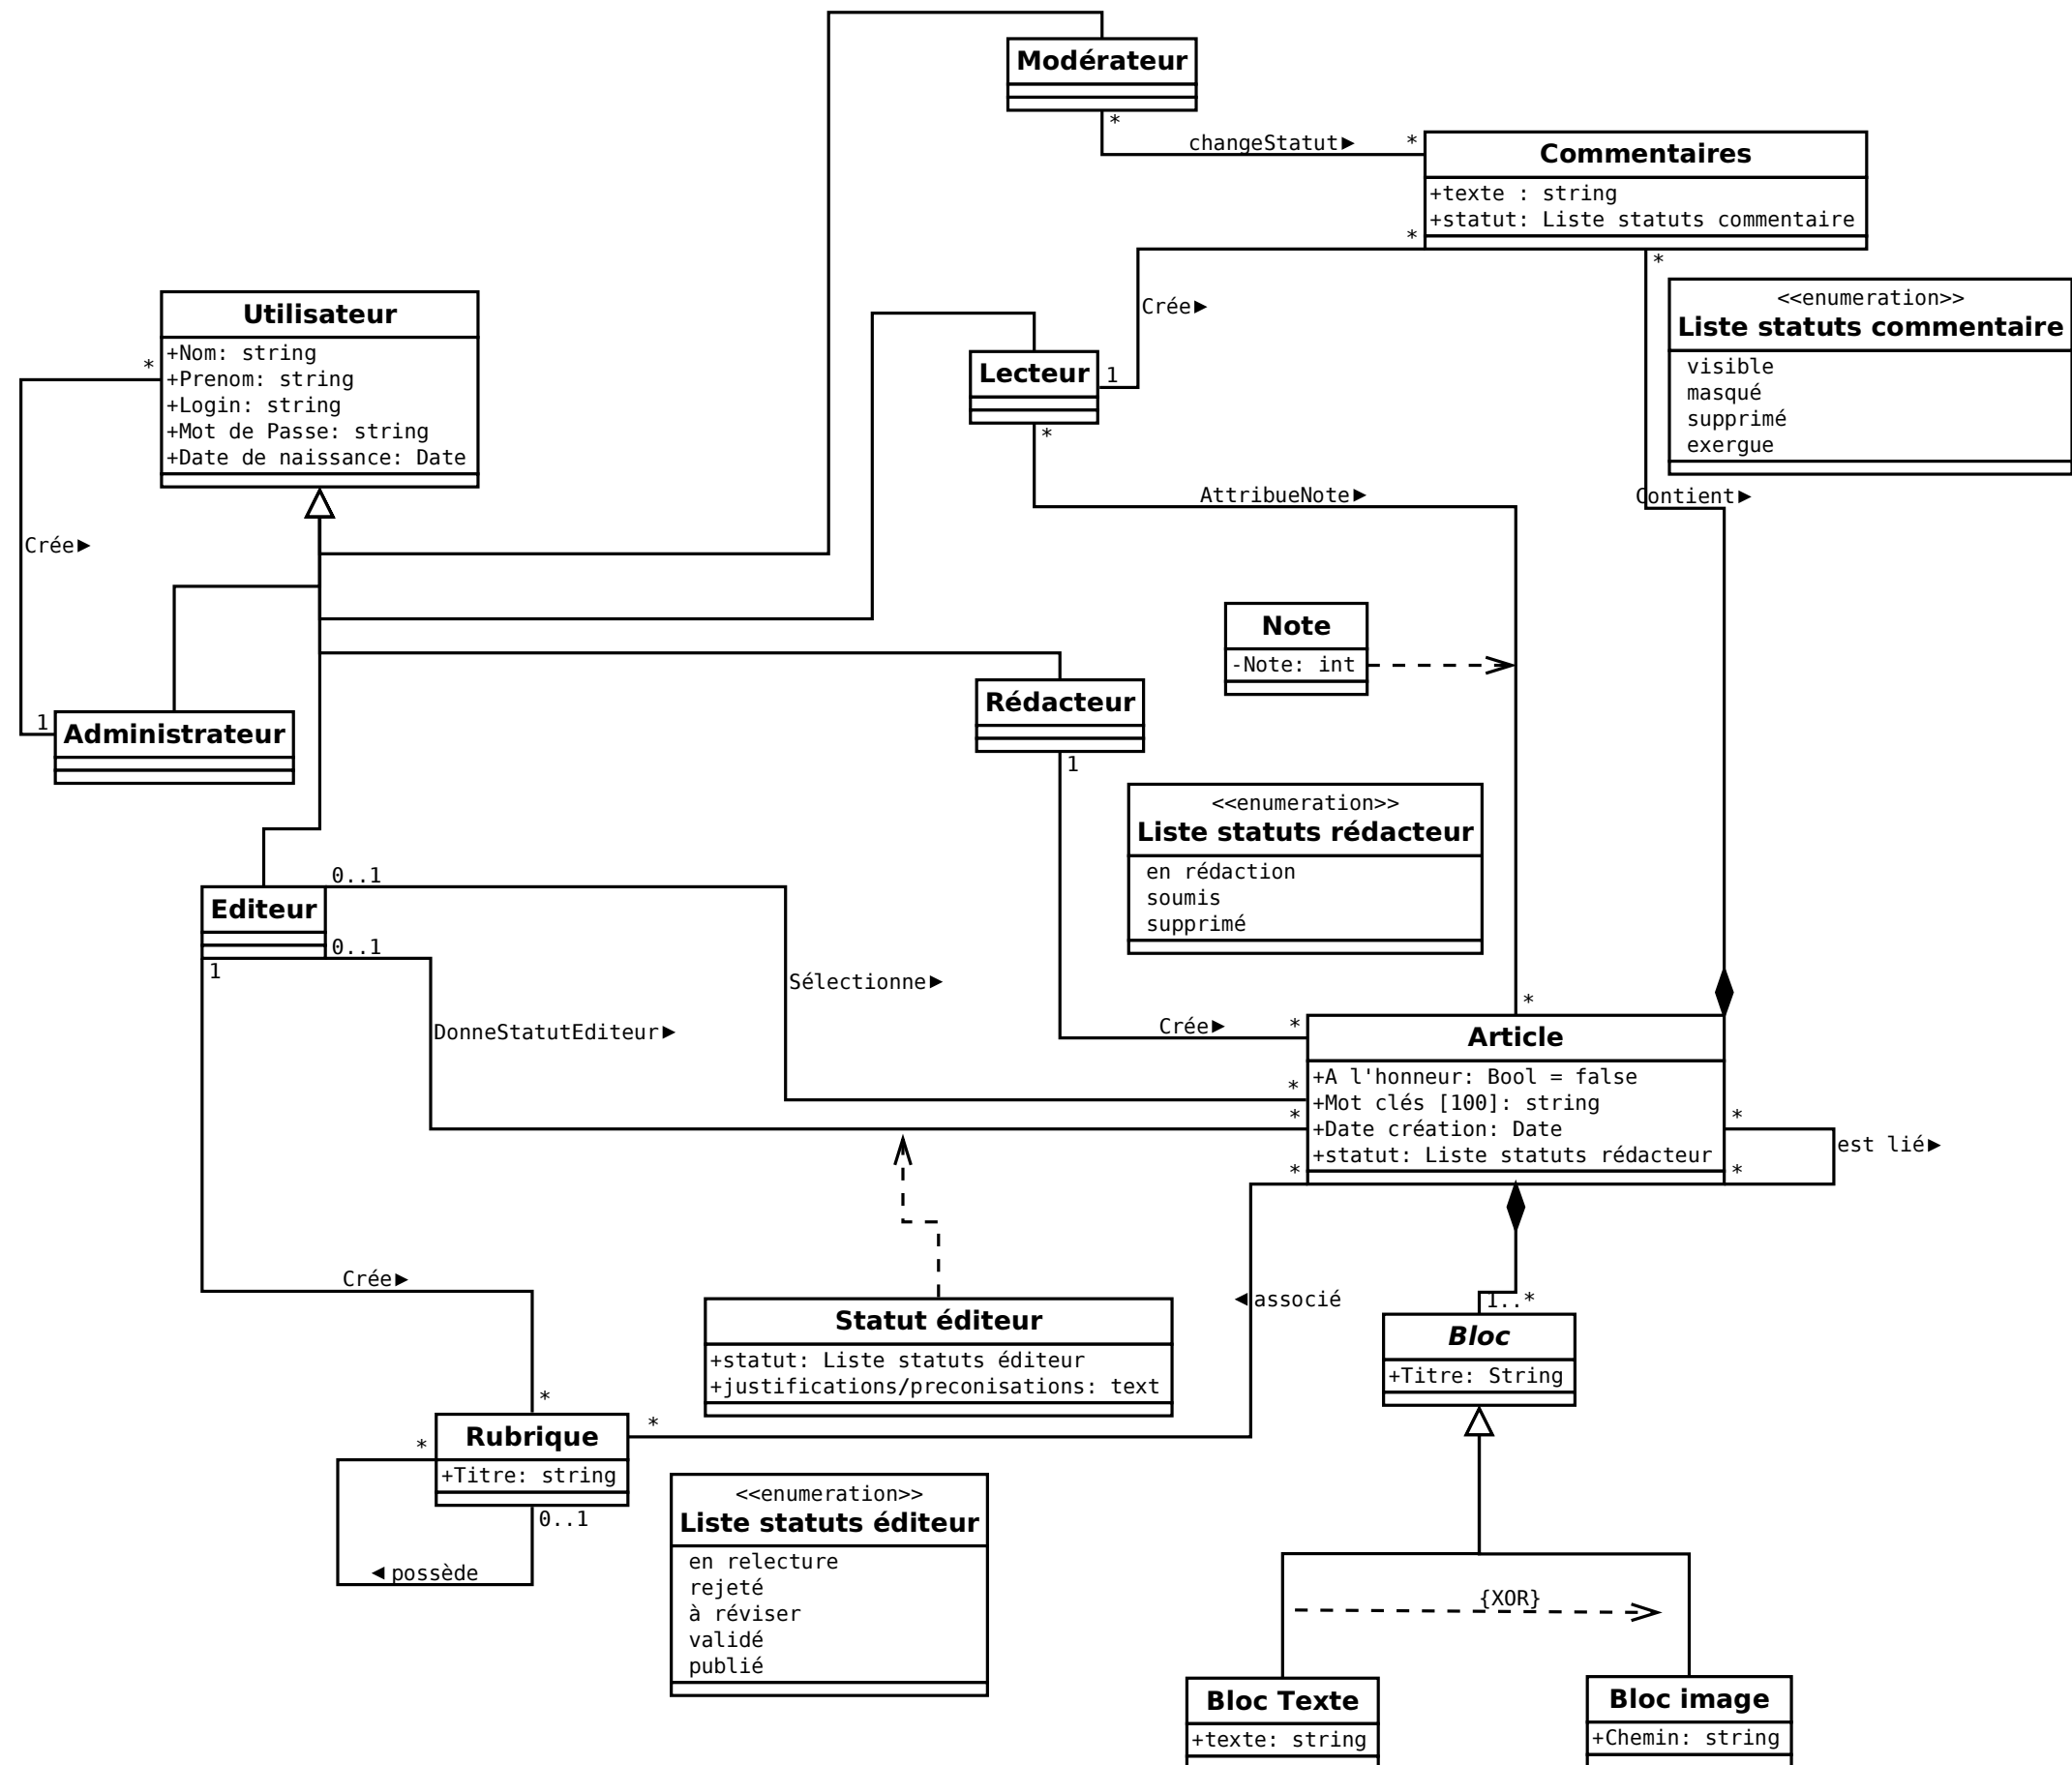 Modérateur
*
changeStatut►
*
Commentaires
+texte : string
+statut: Liste statuts commentaire
*
*
<<enumeration>>
Liste statuts commentaire
visible
masqué
supprimé
exergue
Utilisateur
+Nom: string
+Prenom: string
+Login: string
+Mot de Passe: string
+Date de naissance: Date
*
Crée►
Lecteur
1
*
Crée►
AttribueNote►
Contient►
Note
-Note: int
1
Administrateur
Rédacteur
1
<<enumeration>>
Liste statuts rédacteur
en rédaction
soumis
supprimé
0..1
Editeur
0..1
1
Sélectionne►
DonneStatutEditeur►
Crée►
*
*
Article
+A l'honneur: Bool = false
+Mot clés [100]: string
+Date création: Date
+statut: Liste statuts rédacteur
*
*
*
*
*
est lié►
Crée►
◄associé
1..*
Bloc
+Titre: String
Statut éditeur
+statut: Liste statuts éditeur
+justifications/preconisations: text
*
*
*
Rubrique
+Titre: string
0..1
◄possède
<<enumeration>>
Liste statuts éditeur
en relecture
rejeté
à réviser
validé
publié
{XOR}
Bloc Texte
+texte: string
Bloc image
+Chemin: string